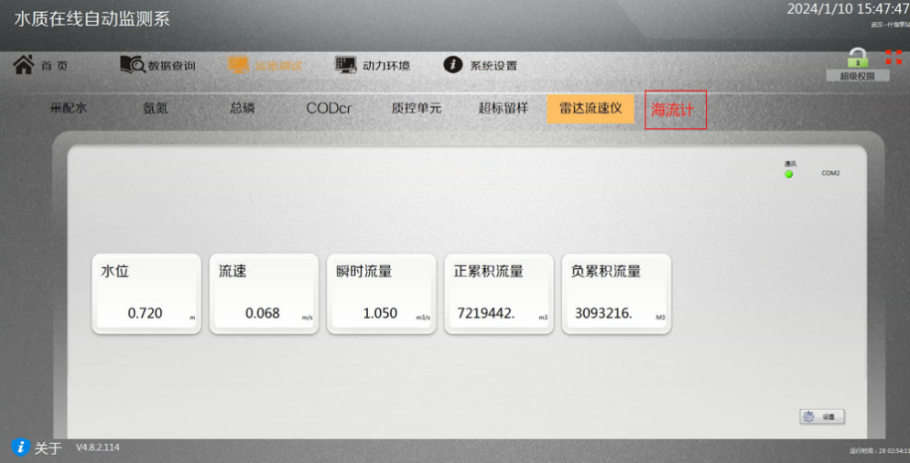 水质在线自动监测系
2024/1/10 15:47:47
首 页
数据查询
动力环境
系统设置
超级权限
采配水
氨氮
总磷
CODcr
质控单元
超标留样
雷达流速仪
海流计
通讯
COM2
水位
流速
瞬时流量
正累积流量
负累积流量
0.720 m
0.068 m/s
1.050 m3/s
7219442. m3
3093216. M3
设置
关于
V4.8.2.114
运行时间：28 02:54:11